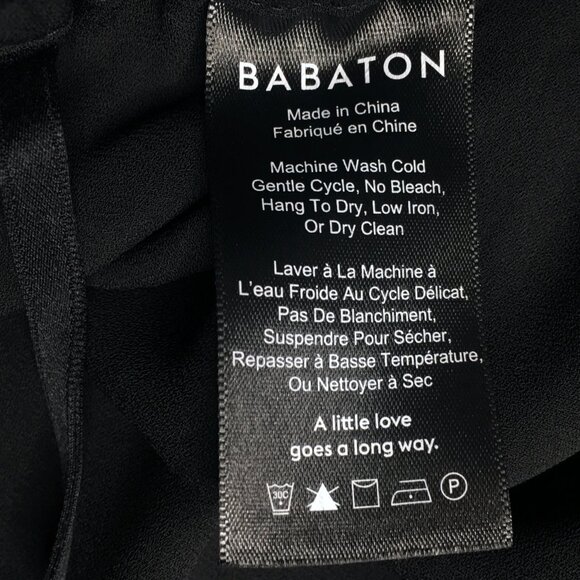 BABATON
Made in China
Fabriqué en Chine
Machine Wash Cold
Gentle Cycle, No Bleach,
Hang To Dry, Low Iron,
Or Dry Clean
Laver à La Machine à
L'eau Froide Au Cycle Délicat,
Pas De Blanchiment,
Suspendre Pour Sécher,
Repasser à Basse Température,
Ou Nettoyer à Sec
A little love
goes a long way.
30C P